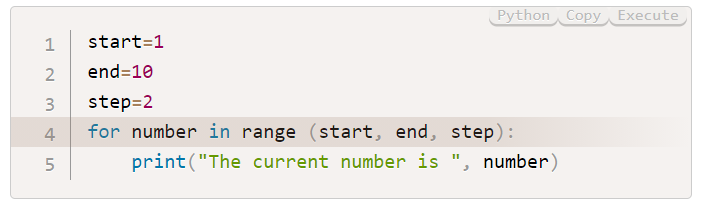 Python Copy Execute
1 start=1
2 end=10
3 step=2
4 for number in range (start, end, step):
5     print("The current number is ", number)